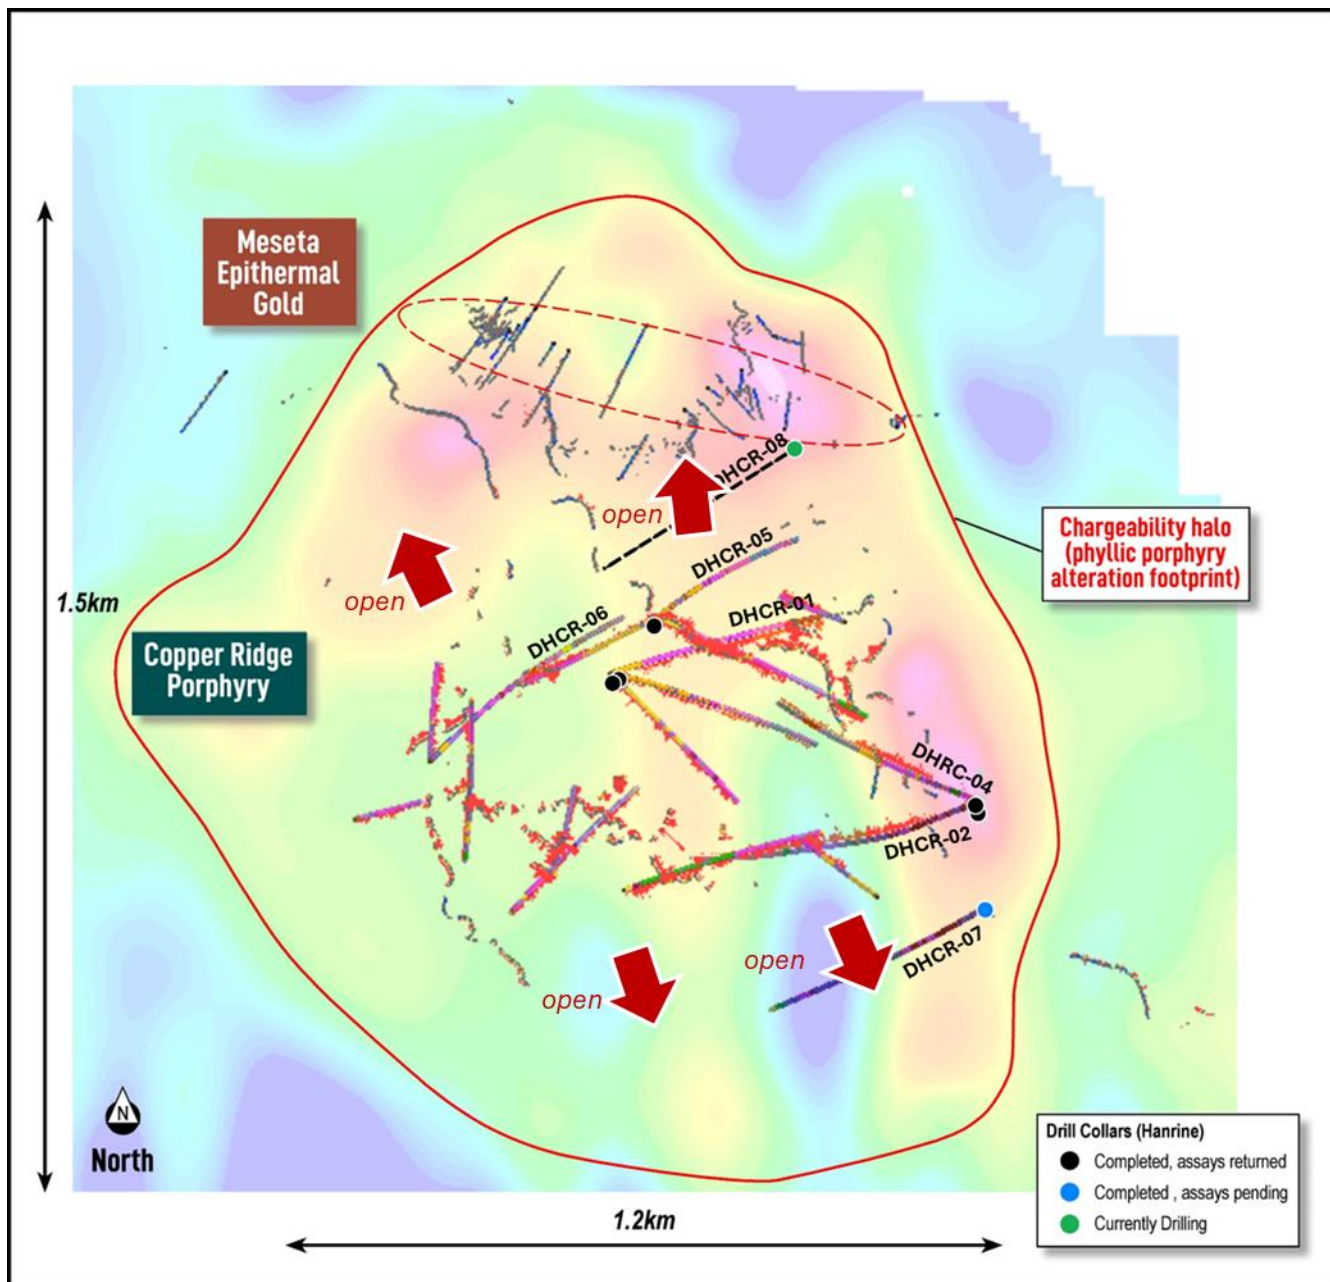 Meseta
Epithermal
Gold
DHCR-08
open
Chargeability halo
(phyllic porphyry
alteration footprint)
DHCR-05
open
1.5km
DHCR-01
DHCR-06
Copper Ridge
Porphyry
DHRC-04
DHCR-02
open
DHCR-07
open
N
North
Drill Collars (Hanrine)
Completed, assays returned
Completed , assays pending
Currently Drilling
1.2km